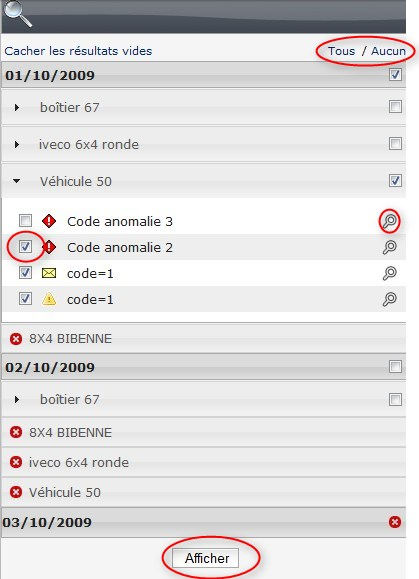 Cacher les résultats vides Tous / Aucun
01/10/2009
boîtier 67
iveco 6x4 ronde
Véhicule 50
Code anomalie 3
Code anomalie 2
code=1
code=1
8X4 BIBENNE
02/10/2009
boîtier 67
8X4 BIBENNE
iveco 6x4 ronde
Véhicule 50
03/10/2009
Afficher